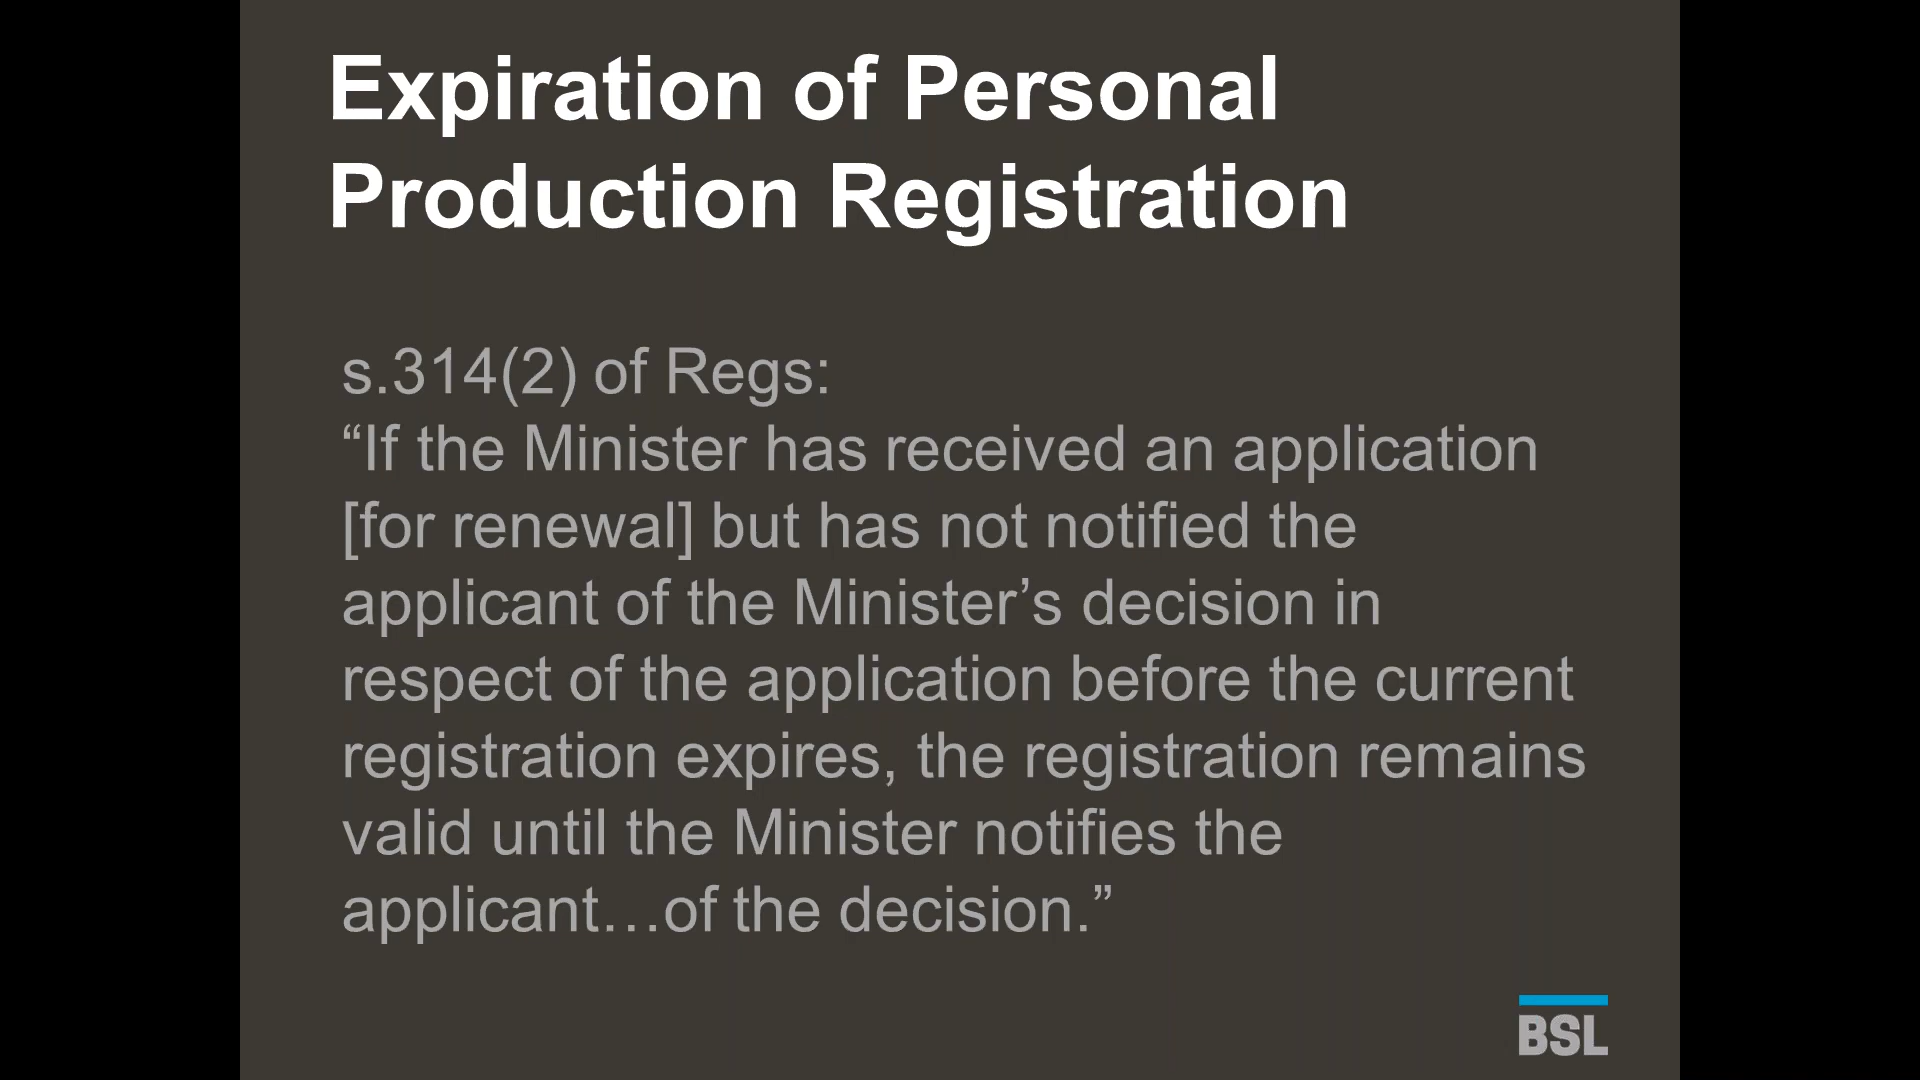 Expiration of Personal
Production Registration
s.314(2) of Regs:
“If the Minister has received an application
[for renewal] but has not notified the
applicant of the Minister’s decision in
respect of the application before the current
registration expires, the registration remains
valid until the Minister notifies the
applicant…of the decision.”
BSL